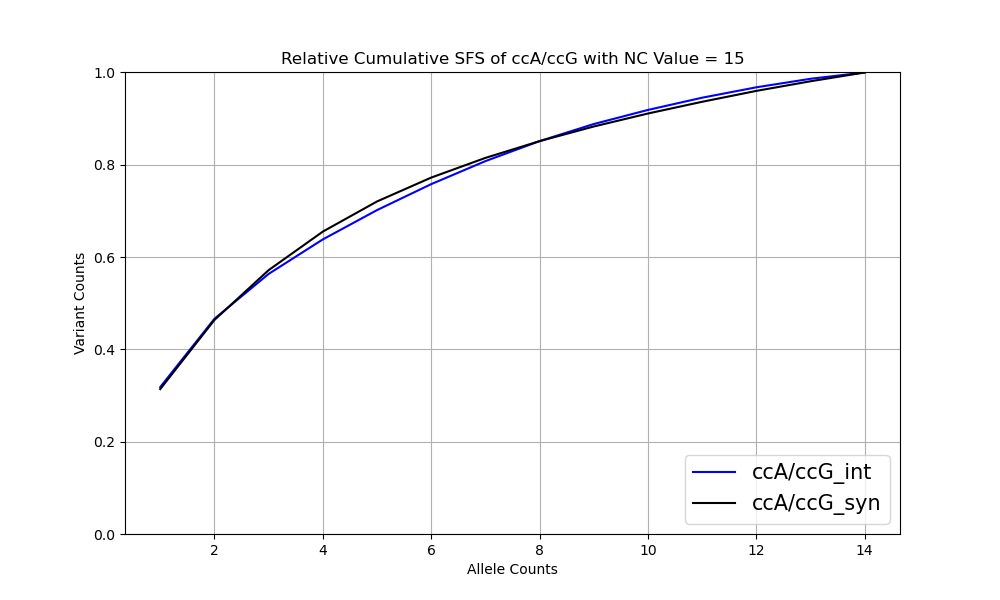 Relative Cumulative SFS of ccA/ccG with NC Value = 15
1.0
0.8
0.6
0.4
0.2
0.0
Variant Counts
ccA/ccG_int
ccA/ccG_syn
2 4 6 8 10 12 14
Allele Counts